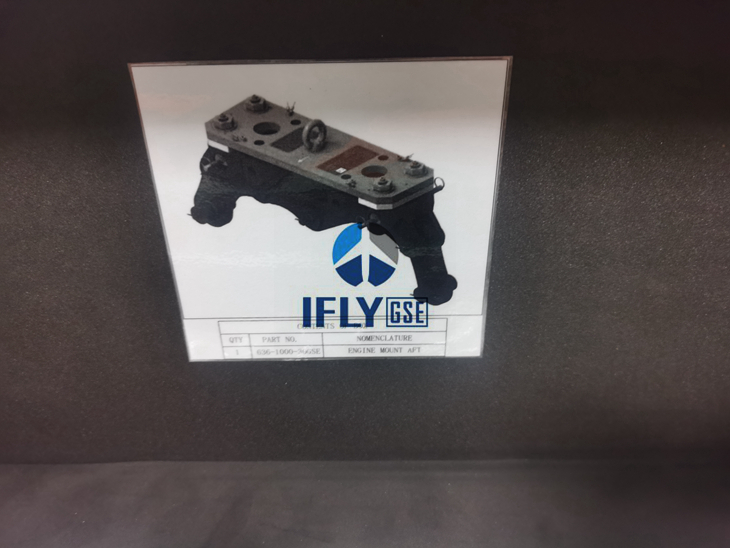 IFLY GSE
QTY PART NO. NOMENCLATURE
1 ENGINE MOUNT AFT